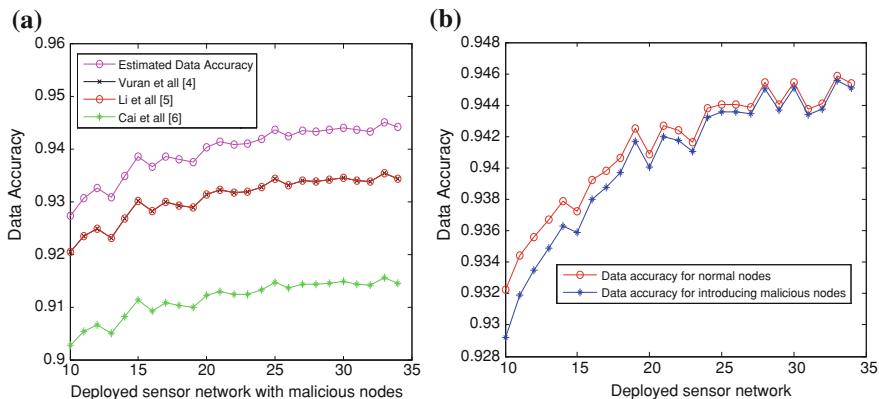 (a)
0.96
0.95
0.94
0.93
0.92
0.91
0.9
Data Accuracy
10
15
20
25
30
35
Deployed sensor network with malicious nodes
Estimated Data Accuracy
Vuran et all [4]
Li et all [5]
Cai et all [6]
(b)
0.948
0.946
0.944
0.942
0.94
0.938
0.936
0.934
0.932
0.93
0.928
Data Accuracy
10
15
20
25
30
35
Deployed sensor network
Data accuracy for normal nodes
Data accuracy for introducing malicious nodes